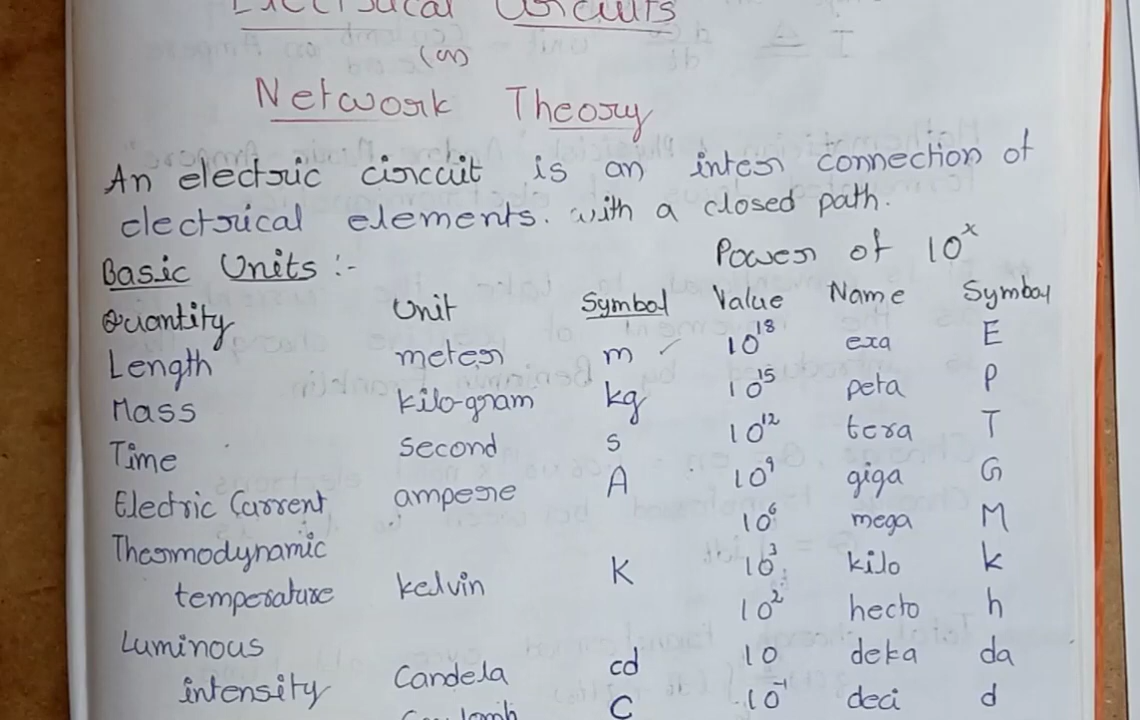 Electrical Circuits
(or)
Network Theory
An electric circuit is an inter connection of
electrical elements. with a closed path.
Basic Units :-
Power of 10ˣ
Quantity Unit Symbol Value Name Symbol
Length meter m 10¹⁸ exa E
Mass kilo-gram kg 10¹⁵ peta P
Time second s 10¹² tera T
Electric Current ampere A 10⁹ giga G
10⁶ mega M
Thermodynamic
temperature kelvin K 10³ kilo k
10² hecto h
Luminous
intensity Candela cd 10 deka da
Coulomb C 10⁻¹ deci d